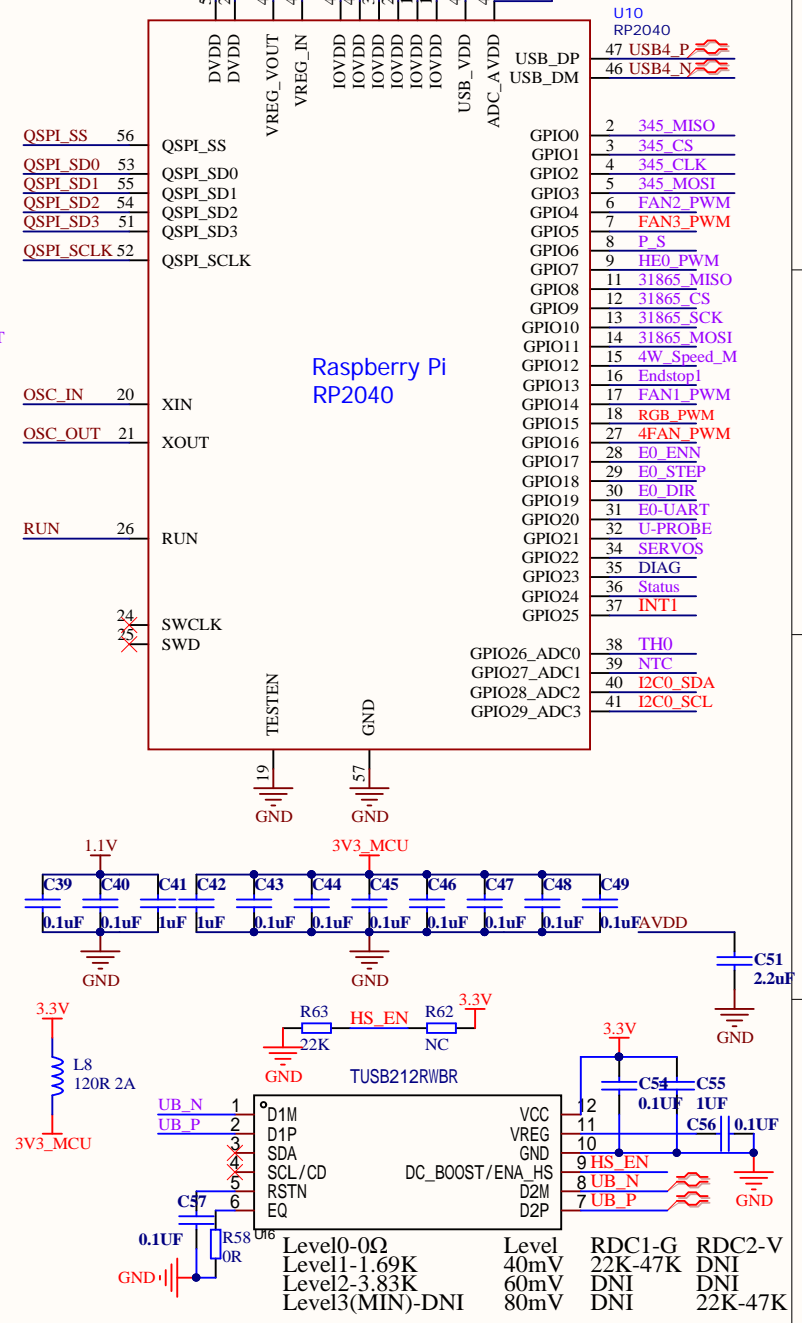 U10
RP2040
DVDD
DVDD
VREG_VOUT
VREG_IN
IOVDD
IOVDD
IOVDD
IOVDD
IOVDD
IOVDD
USB_VDD
ADC_AVDD
USB_DP 47 USB4_P
USB_DM 46 USB4_N
QSPI_SS 56 QSPI_SS
QSPI_SD0 53 QSPI_SD0
QSPI_SD1 55 QSPI_SD1
QSPI_SD2 54 QSPI_SD2
QSPI_SD3 51 QSPI_SD3
QSPI_SCLK 52 QSPI_SCLK
OSC_IN 20 XIN
OSC_OUT 21 XOUT
RUN 26 RUN
24 SWCLK
25 SWD
Raspberry Pi
RP2040
GPIO0 2 345_MISO
GPIO1 3 345_CS
GPIO2 4 345_CLK
GPIO3 5 345_MOSI
GPIO4 6 FAN2_PWM
GPIO5 7 FAN3_PWM
GPIO6 8 P_S
GPIO7 9 HE0_PWM
GPIO8 11 31865_MISO
GPIO9 12 31865_CS
GPIO10 13 31865_SCK
GPIO11 14 31865_MOSI
GPIO12 15 4W_Speed_M
GPIO13 16 Endstop1
GPIO14 17 FAN1_PWM
GPIO15 18 RGB_PWM
GPIO16 27 4FAN_PWM
GPIO17 28 E0_ENN
GPIO18 29 E0_STEP
GPIO19 30 E0_DIR
GPIO20 31 E0-UART
GPIO21 32 U-PROBE
GPIO22 34 SERVOS
GPIO23 35 DIAG
GPIO24 36 Status
GPIO25 37 INT1
GPIO26_ADC0 38 TH0
GPIO27_ADC1 39 NTC
GPIO28_ADC2 40 I2C0_SDA
GPIO29_ADC3 41 I2C0_SCL
TESTEN GND
19 57
GND GND
1.1V 3V3_MCU
C39 C40 C41 C42 C43 C44 C45 C46 C47 C48 C49
0.1uF 0.1uF 1uF 1uF 0.1uF 0.1uF 0.1uF 0.1uF 0.1uF 0.1uF 0.1uF AVDD
GND GND
C51
2.2uF
GND
3.3V
L8
120R 2A
3V3_MCU
R63 HS_EN R62 3.3V
22K NC
GND
TUSB212RWBR
3.3V
C54 C55
0.1UF 1UF
C56 0.1UF
GND
UB_N 1 D1M
UB_P 2 D1P
3 SDA
4 SCL/CD
5 RSTN
6 EQ
VCC 12
VREG 11
GND 10
DC_BOOST/ENA_HS 9 HS_EN
D2M 8 UB_N
D2P 7 UB_P
C57
0.1UF
R58
0R
GND
U16
Level0-0Ω Level RDC1-G RDC2-V
Level1-1.69K 40mV 22K-47K DNI
Level2-3.83K 60mV DNI DNI
Level3(MIN)-DNI 80mV DNI 22K-47K